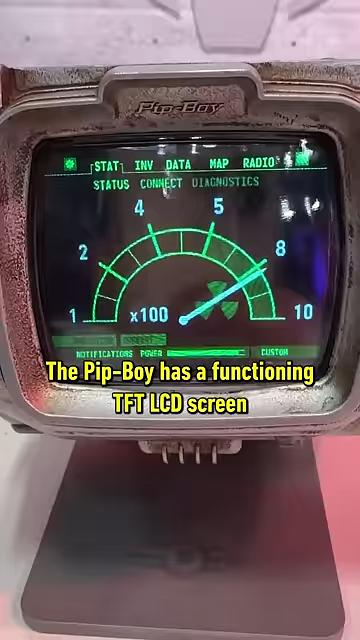 Pip-Boy
STAT INV DATA MAP RADIO
STATUS CONNECT DIAGNOSTICS
4 5
2 8
1 x100 10
NOTIFICATIONS POWER CUSTOM
The Pip-Boy has a functioning
TFT LCD screen